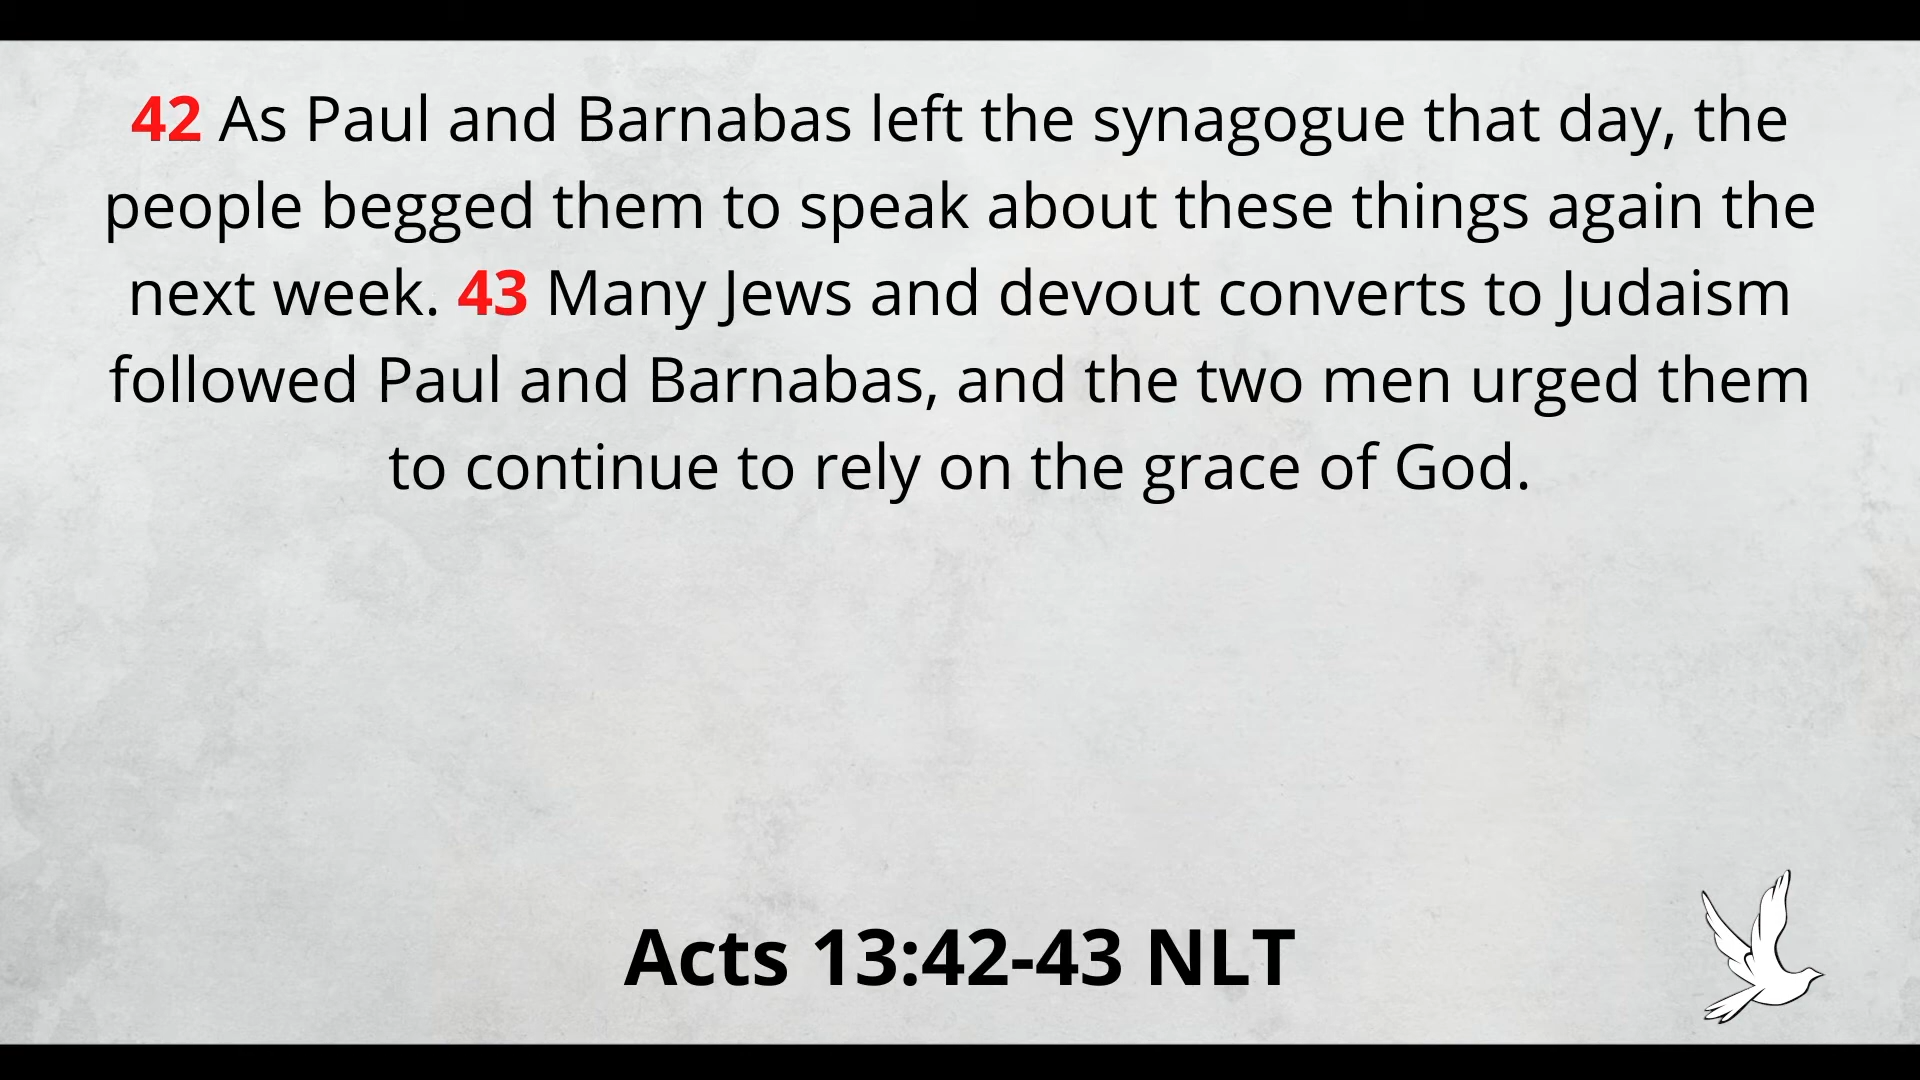 42 As Paul and Barnabas left the synagogue that day, the
people begged them to speak about these things again the
next week. 43 Many Jews and devout converts to Judaism
followed Paul and Barnabas, and the two men urged them
to continue to rely on the grace of God.
Acts 13:42-43 NLT